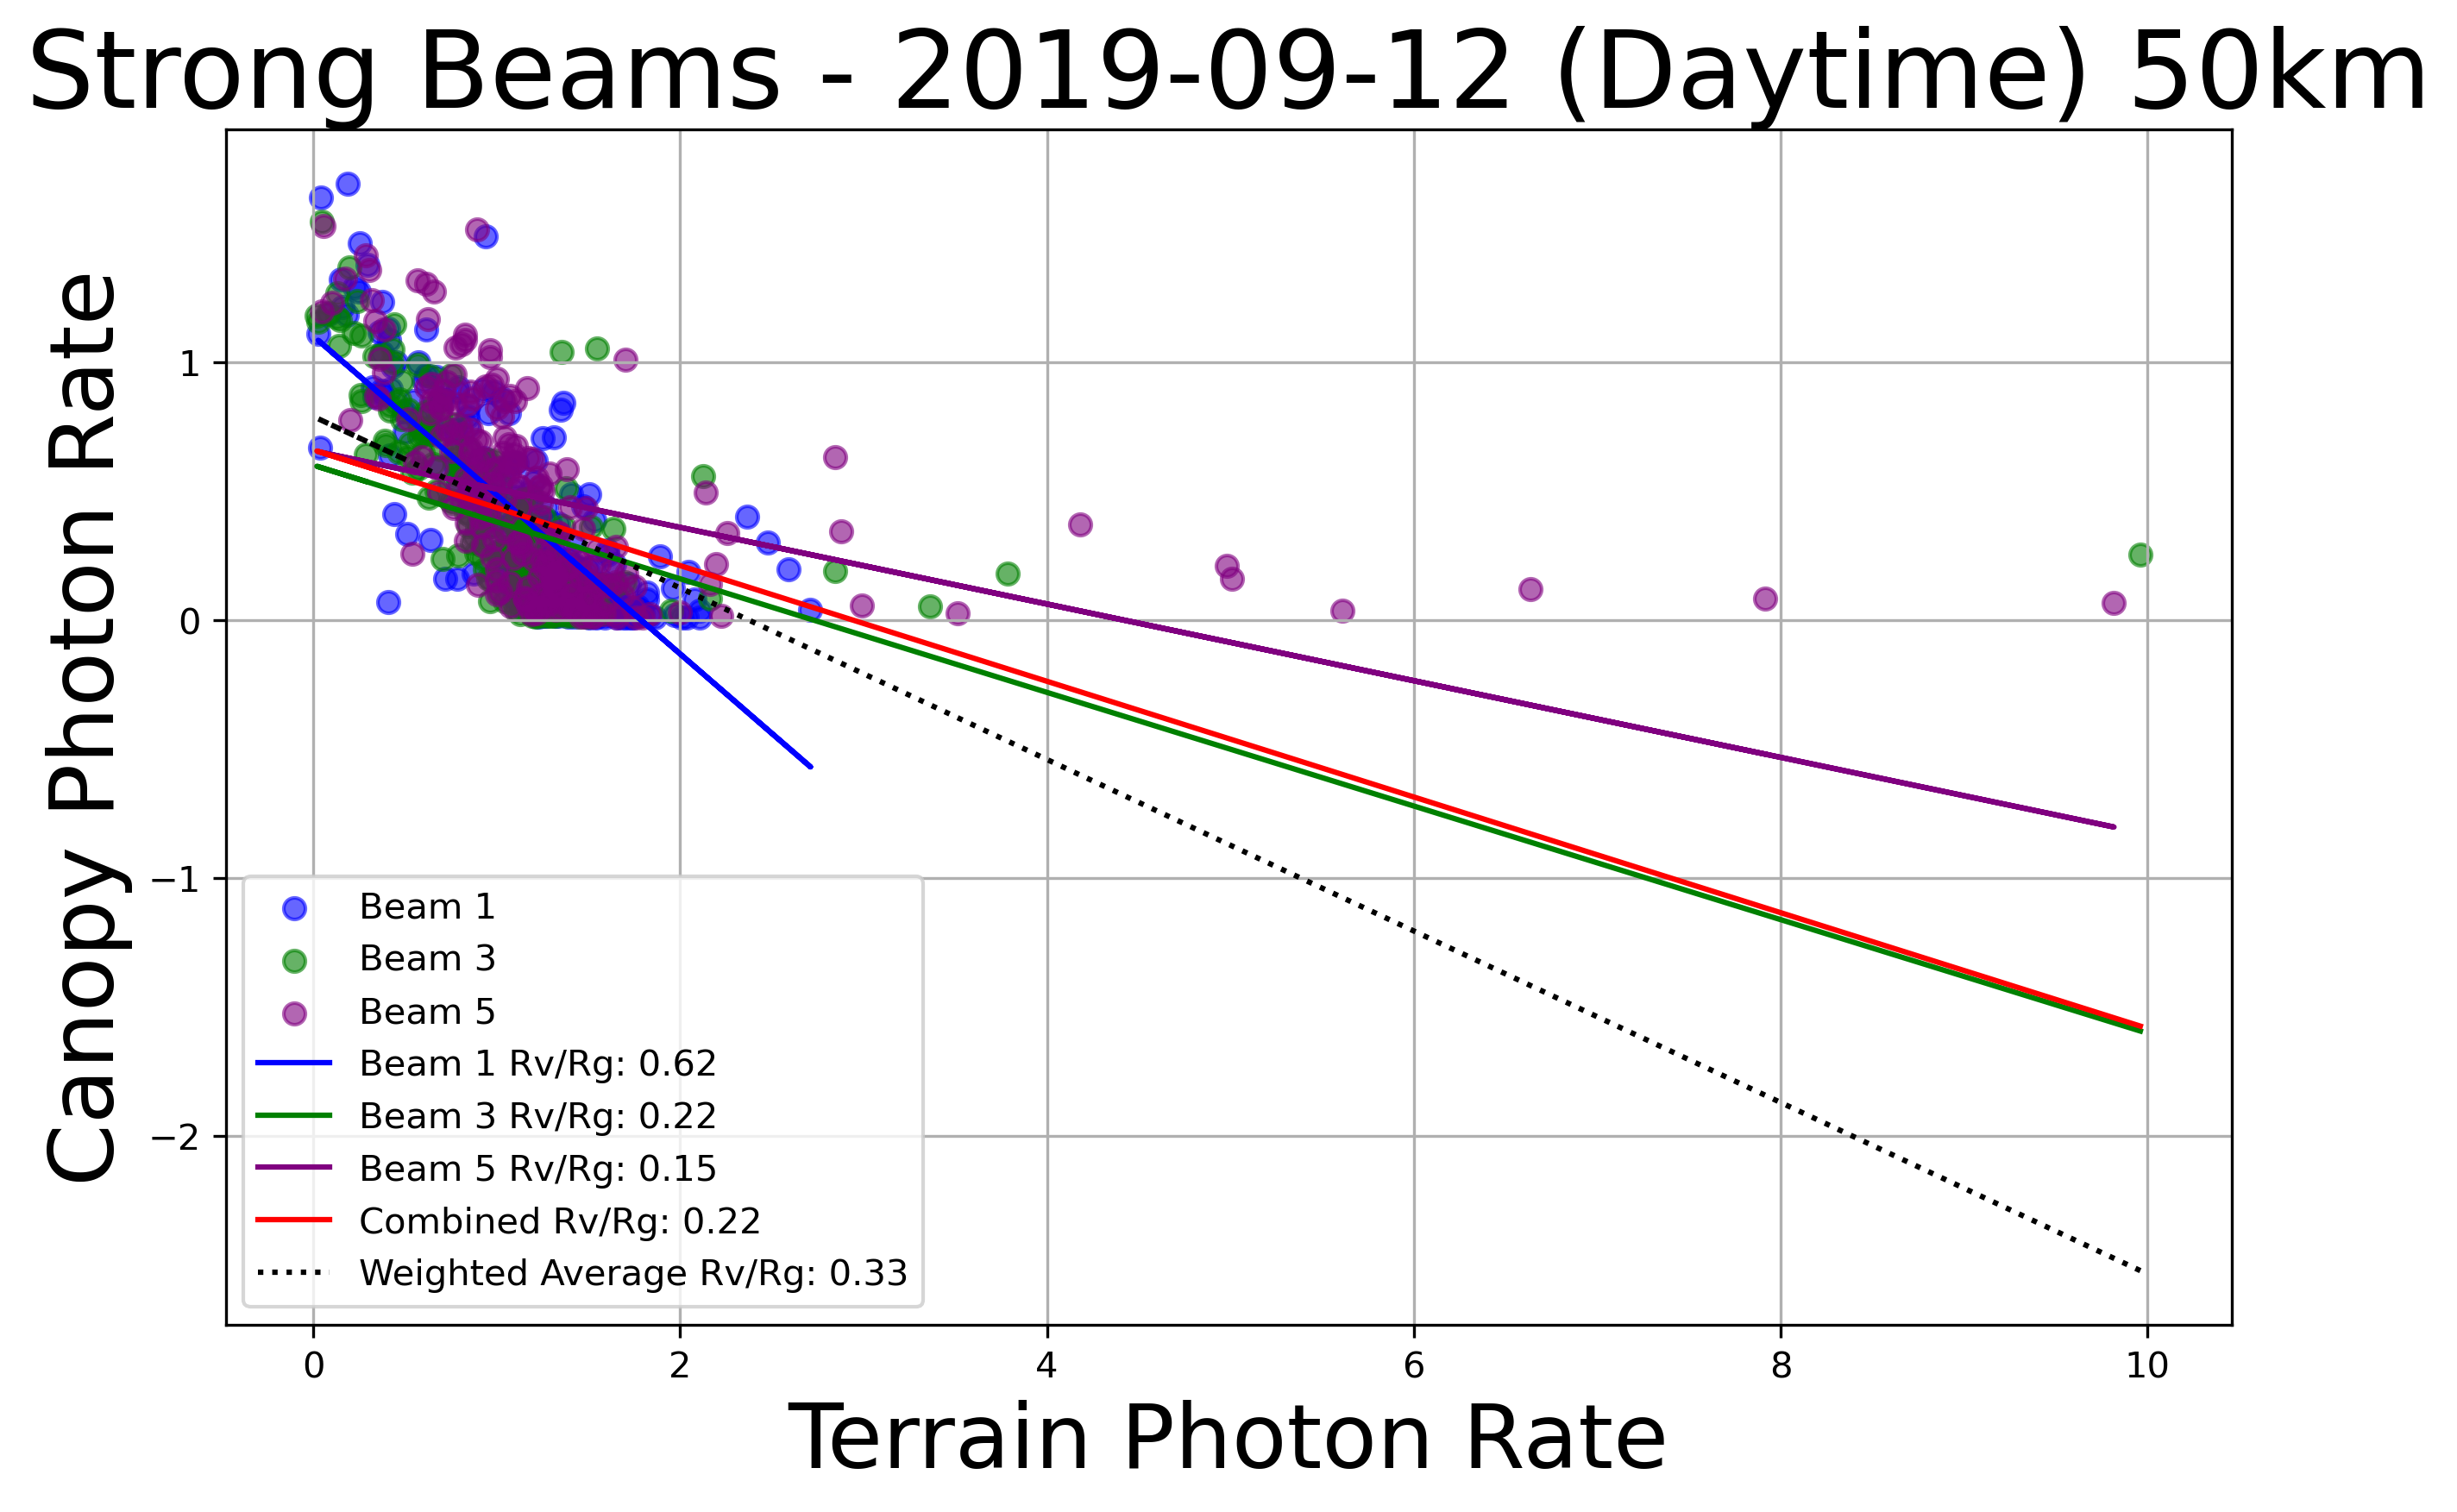 Strong Beams - 2019-09-12 (Daytime) 50km
Canopy Photon Rate
1
0
−1
−2
Beam 1
Beam 3
Beam 5
Beam 1 Rv/Rg: 0.62
Beam 3 Rv/Rg: 0.22
Beam 5 Rv/Rg: 0.15
Combined Rv/Rg: 0.22
Weighted Average Rv/Rg: 0.33
0 2 4 6 8 10
Terrain Photon Rate